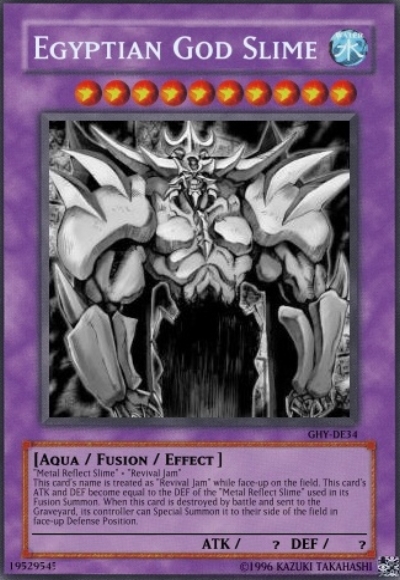 EGYPTIAN GOD SLIME
WATER
水
GHY-DE34
[AQUA / FUSION / EFFECT]
"Metal Reflect Slime" + "Revival Jam"
This card's name is treated as "Revival Jam" while face-up on the field. This card's
ATK and DEF become equal to the DEF of the "Metal Reflect Slime" used in its
Fusion Summon. When this card is destroyed by battle and sent to the
Graveyard, its controller can Special Summon it to their side of the field in
face-up Defense Position.
ATK / ? DEF / ?
19529545 ©1996 KAZUKI TAKAHASHI